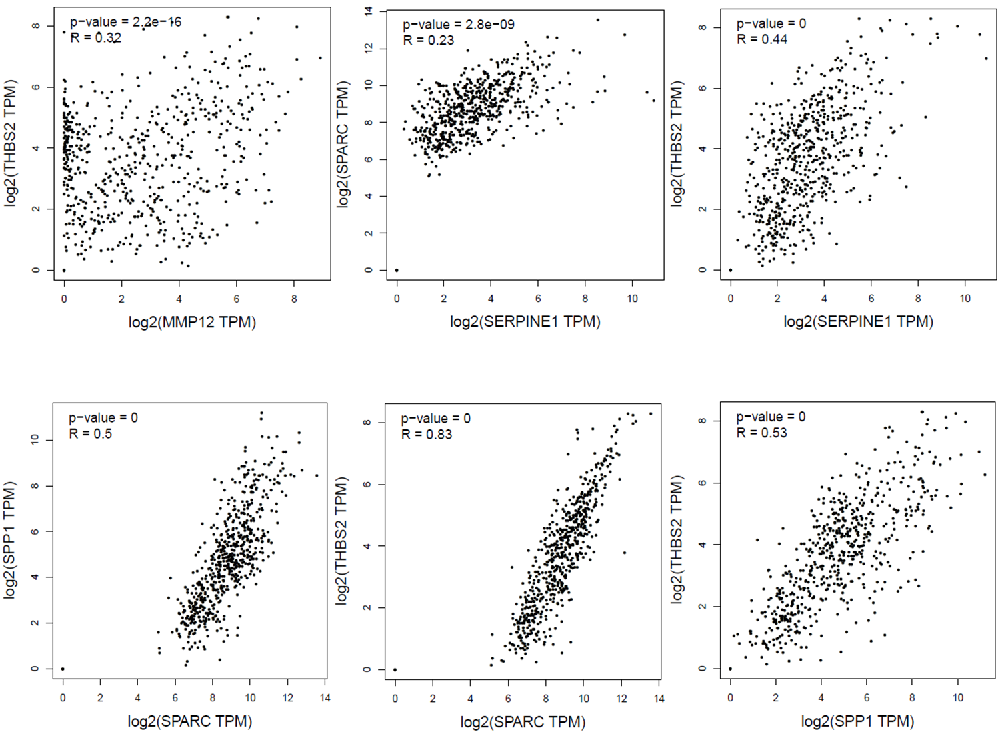 p-value = 2.2e-16
R = 0.32
log2(THBS2 TPM)
8
6
4
2
0
0 2 4 6 8
log2(MMP12 TPM)
p-value = 2.8e-09
R = 0.23
log2(SPARC TPM)
14
12
10
8
6
4
2
0
0 2 4 6 8 10
log2(SERPINE1 TPM)
p-value = 0
R = 0.44
log2(THBS2 TPM)
8
6
4
2
0
0 2 4 6 8 10
log2(SERPINE1 TPM)
p-value = 0
R = 0.5
log2(SPP1 TPM)
10
8
6
4
2
0
0 2 4 6 8 10 12 14
log2(SPARC TPM)
p-value = 0
R = 0.83
log2(THBS2 TPM)
8
6
4
2
0
0 2 4 6 8 10 12 14
log2(SPARC TPM)
p-value = 0
R = 0.53
log2(THBS2 TPM)
8
6
4
2
0
0 2 4 6 8 10
log2(SPP1 TPM)